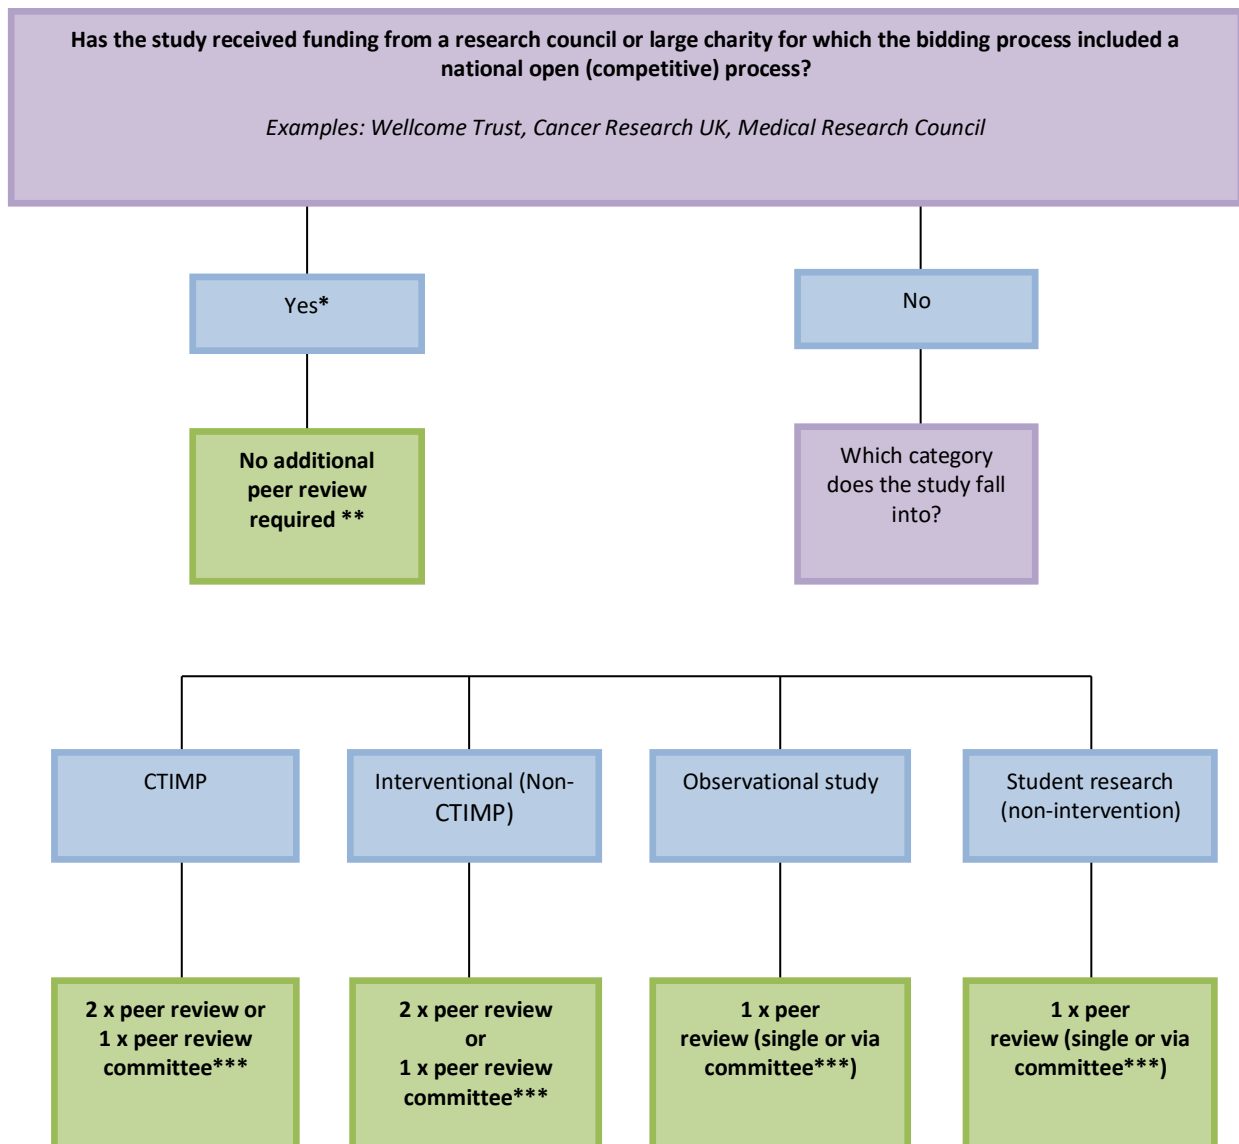 Has the study received funding from a research council or large charity for which the bidding process included a
national open (competitive) process?
Examples: Wellcome Trust, Cancer Research UK, Medical Research Council
Yes*
No
No additional
peer review
required **
Which category
does the study fall
into?
CTIMP
Interventional (Non-
CTIMP)
Observational study
Student research
(non-intervention)
2 x peer review or
1 x peer review
committee***
2 x peer review
or
1 x peer review
committee***
1 x peer
review (single or via
committee***)
1 x peer
review (single or via
committee***)